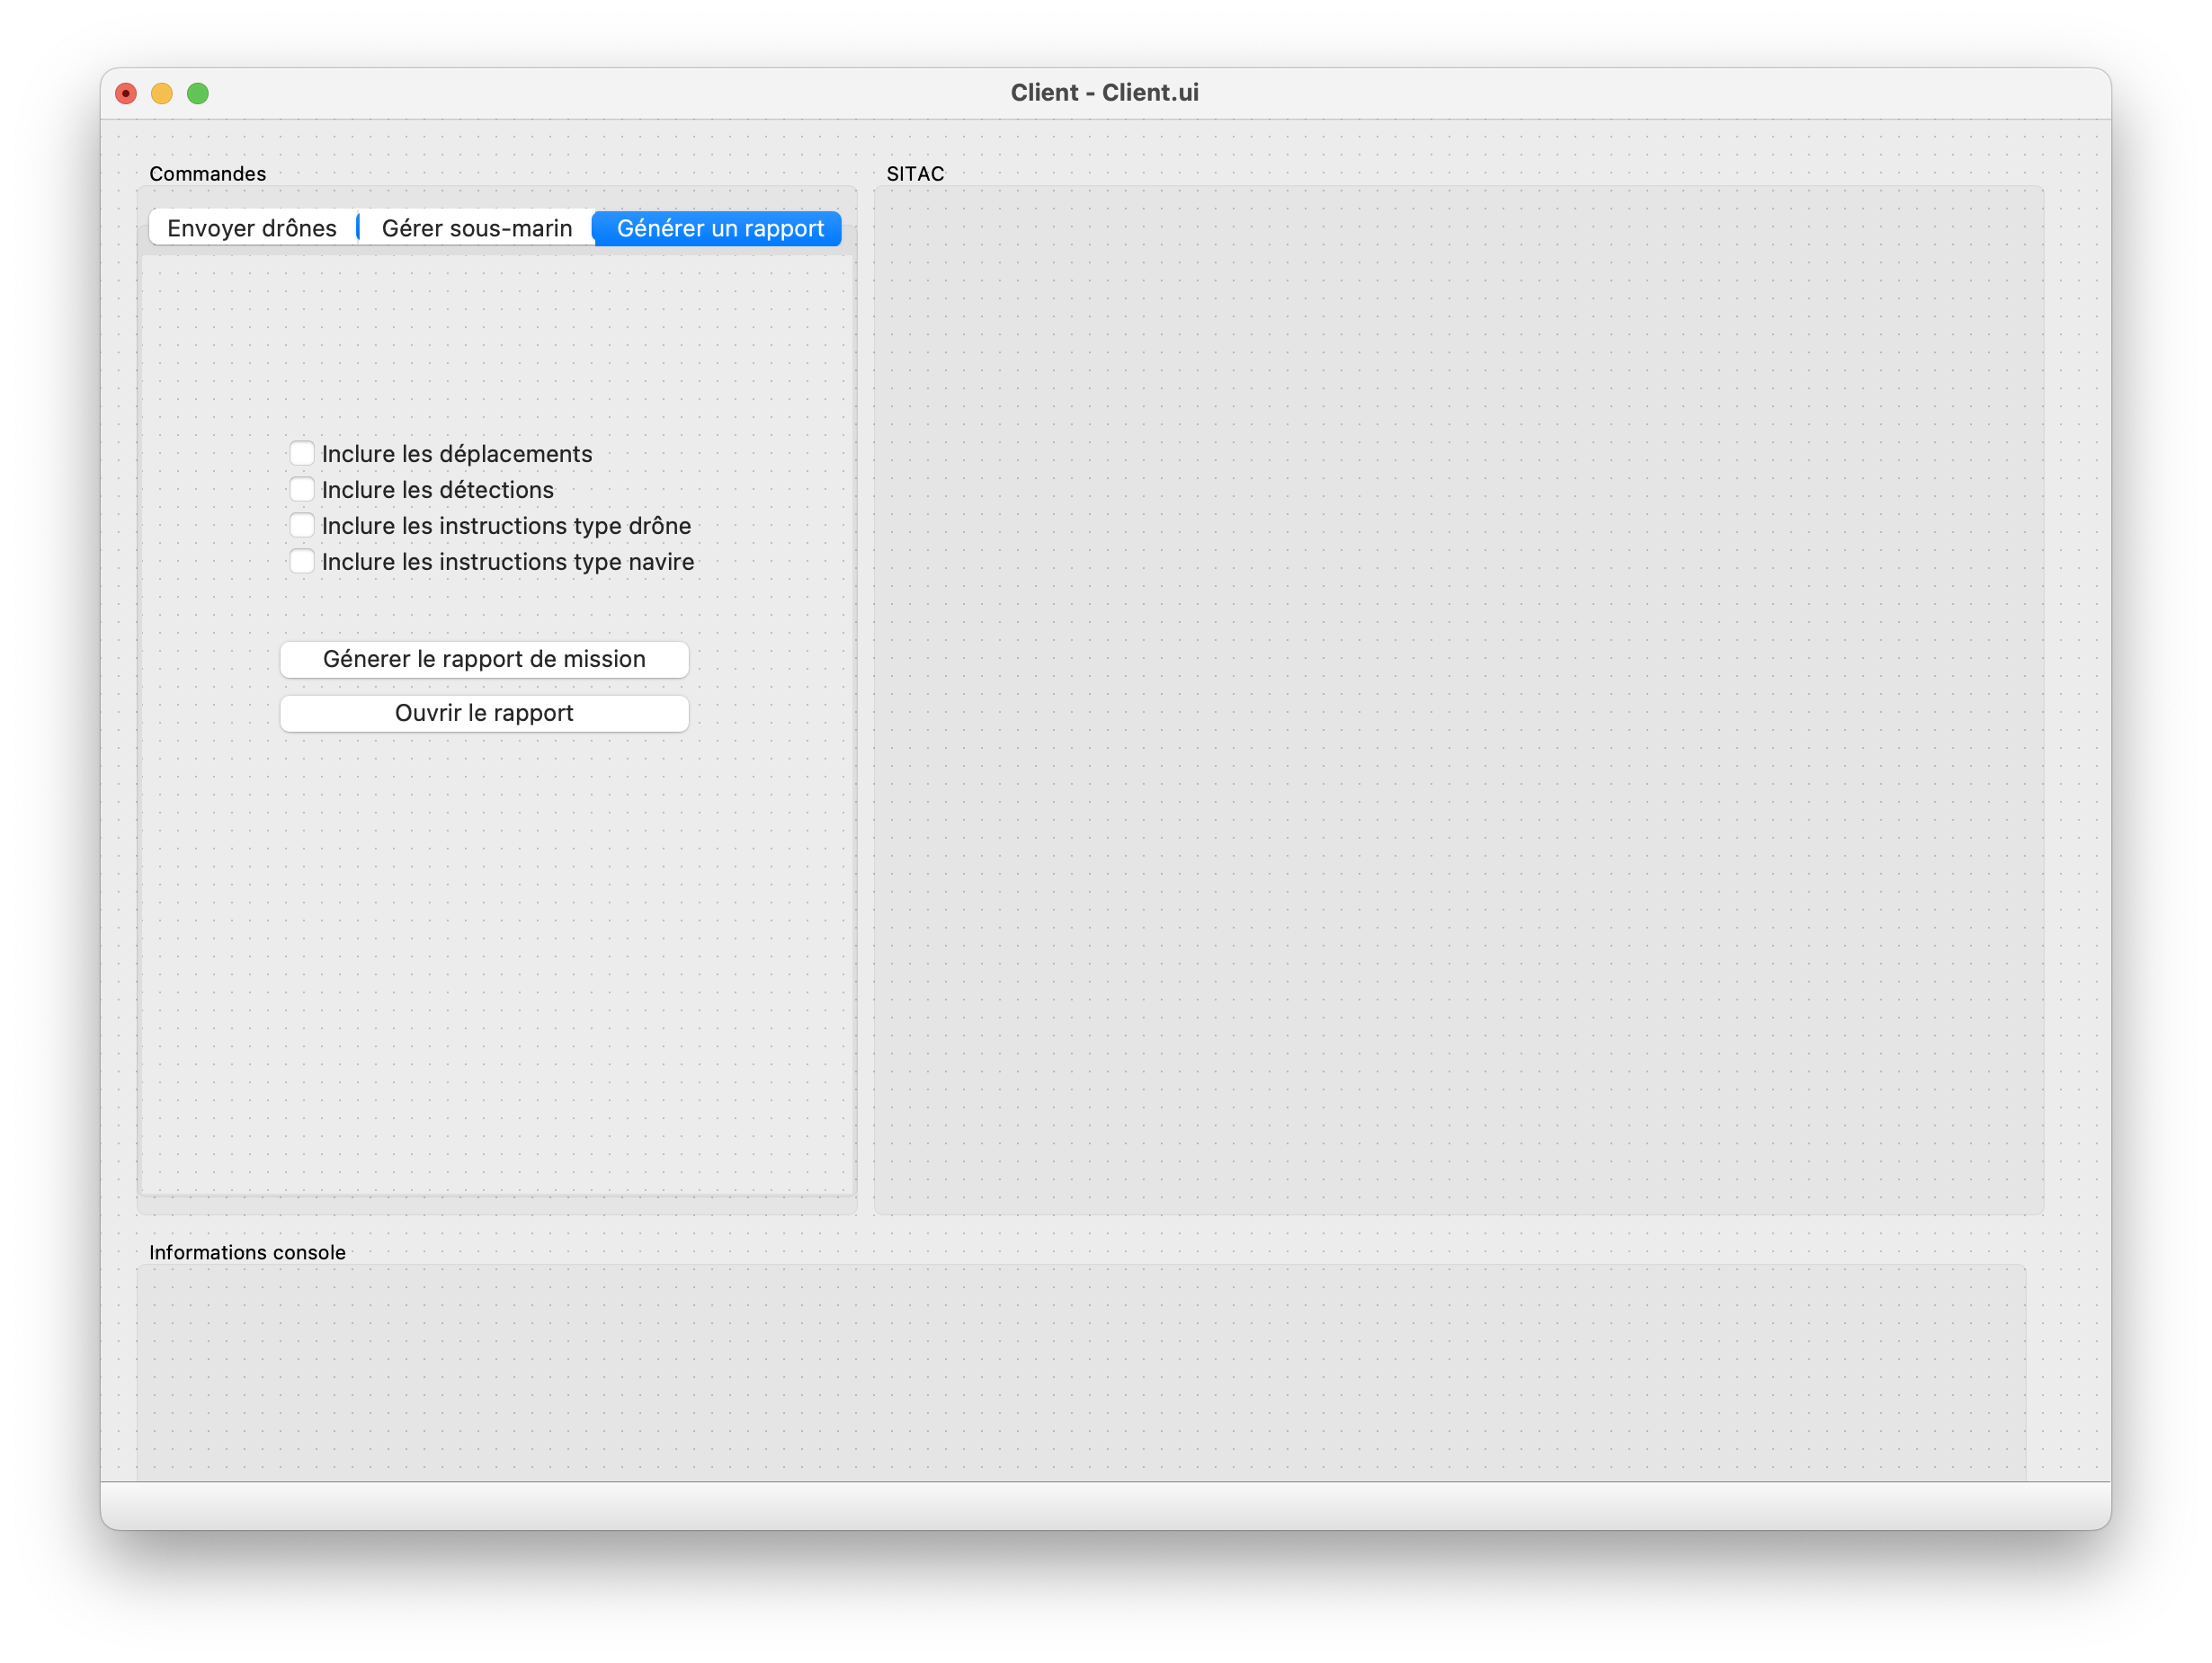 Client - Client.ui
Commandes
SITAC
Envoyer drônes
Gérer sous-marin
Générer un rapport
Inclure les déplacements
Inclure les détections
Inclure les instructions type drône
Inclure les instructions type navire
Génerer le rapport de mission
Ouvrir le rapport
Informations console